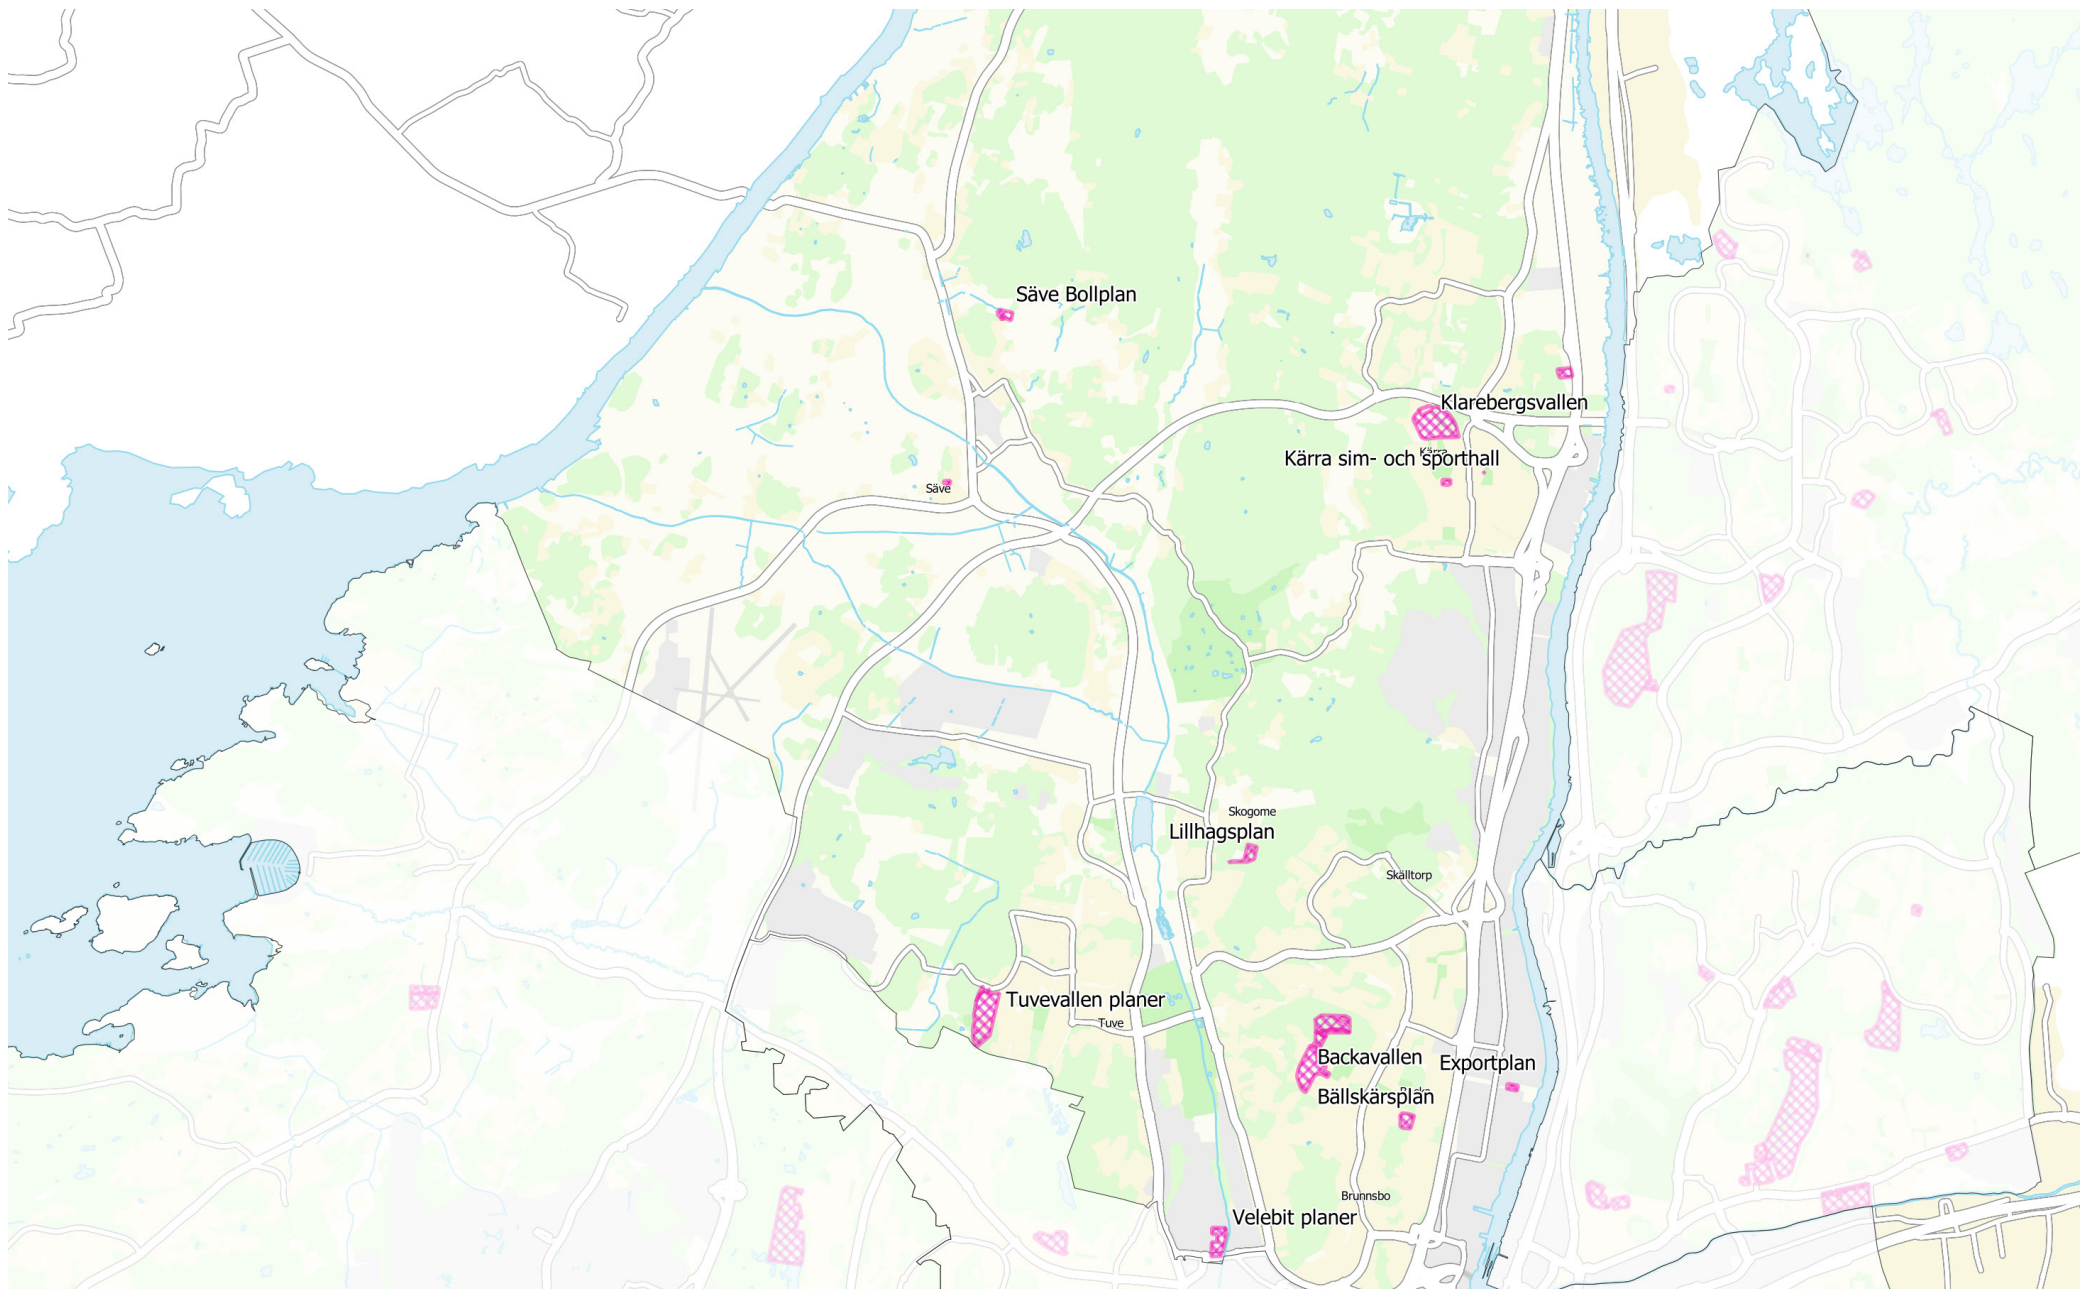 Säve Bollplan
Klarebergsvallen
Kärra
Kärra sim- och sporthall
Säve
Skogome
Lillhagsplan
Skälltorp
Tuvevallen planer
Tuve
Backavallen
Exportplan
Bällskärsplan
Brunnsbo
Velebit planer